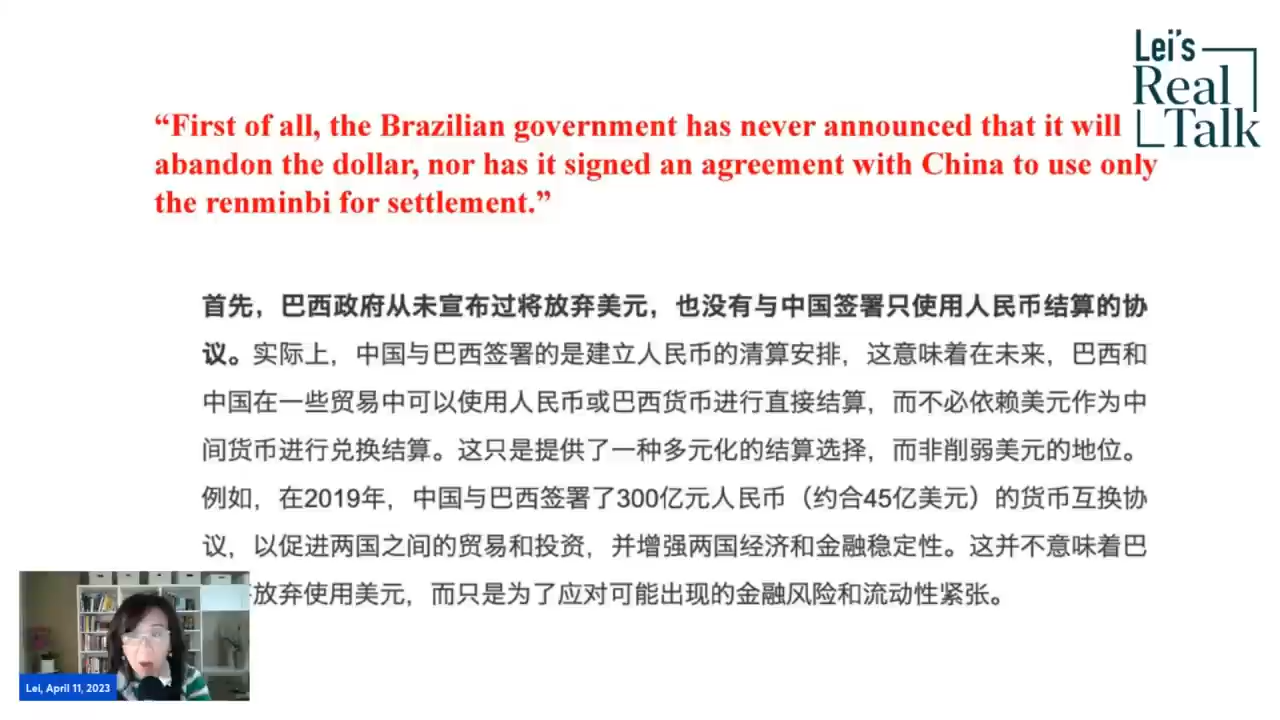 Lei's
Real
Talk
“First of all, the Brazilian government has never announced that it will
abandon the dollar, nor has it signed an agreement with China to use only
the renminbi for settlement.”
首先，巴西政府从未宣布过将放弃美元，也没有与中国签署只使用人民币结算的协
议。实际上，中国与巴西签署的是建立人民币的清算安排，这意味着在未来，巴西和
中国在一些贸易中可以使用人民币或巴西货币进行直接结算，而不必依赖美元作为中
间货币进行兑换结算。这只是提供了一种多元化的结算选择，而非削弱美元的地位。
例如，在2019年，中国与巴西签署了300亿元人民币（约合45亿美元）的货币互换协
议，以促进两国之间的贸易和投资，并增强两国经济和金融稳定性。这并不意味着巴
放弃使用美元，而只是为了应对可能出现的金融风险和流动性紧张。
Lei, April 11, 2023